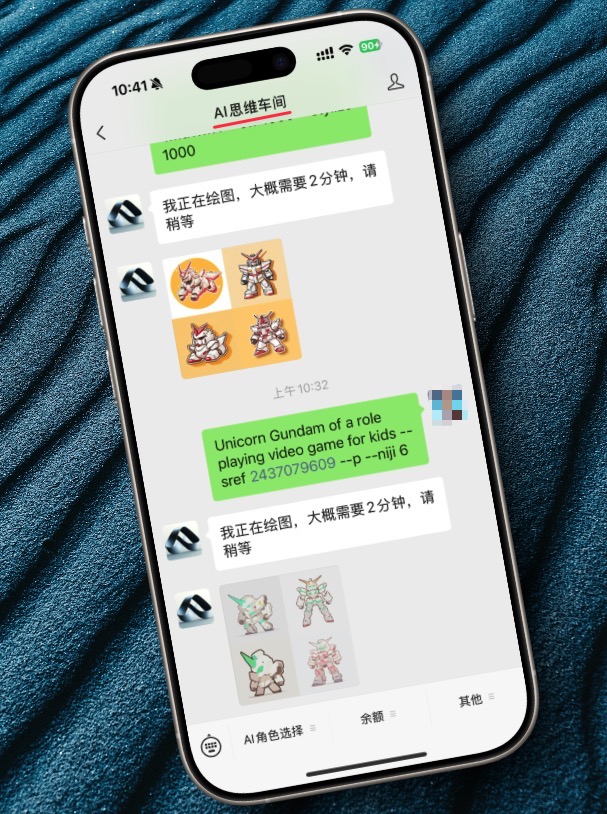 10:41
90
AI思维车间
1000
我正在绘图，大概需要2分钟，请
稍等
上午10:32
Unicorn Gundam of a role
playing video game for kids --
sref 2437079609 --p --niji 6
我正在绘图，大概需要2分钟，请
稍等
AI角色选择
余额
其他